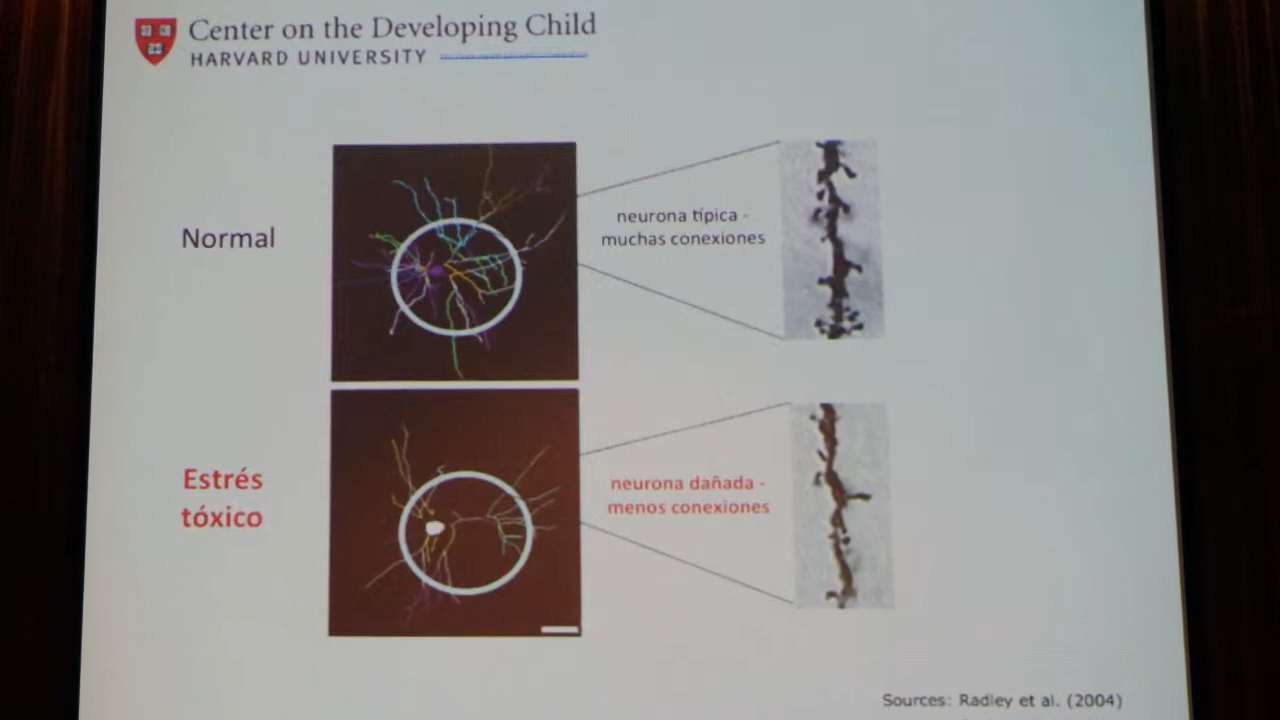 Center on the Developing Child
HARVARD UNIVERSITY
Normal
neurona típica -
muchas conexiones
Estrés
tóxico
neurona dañada -
menos conexiones
Sources: Radley et al. (2004)